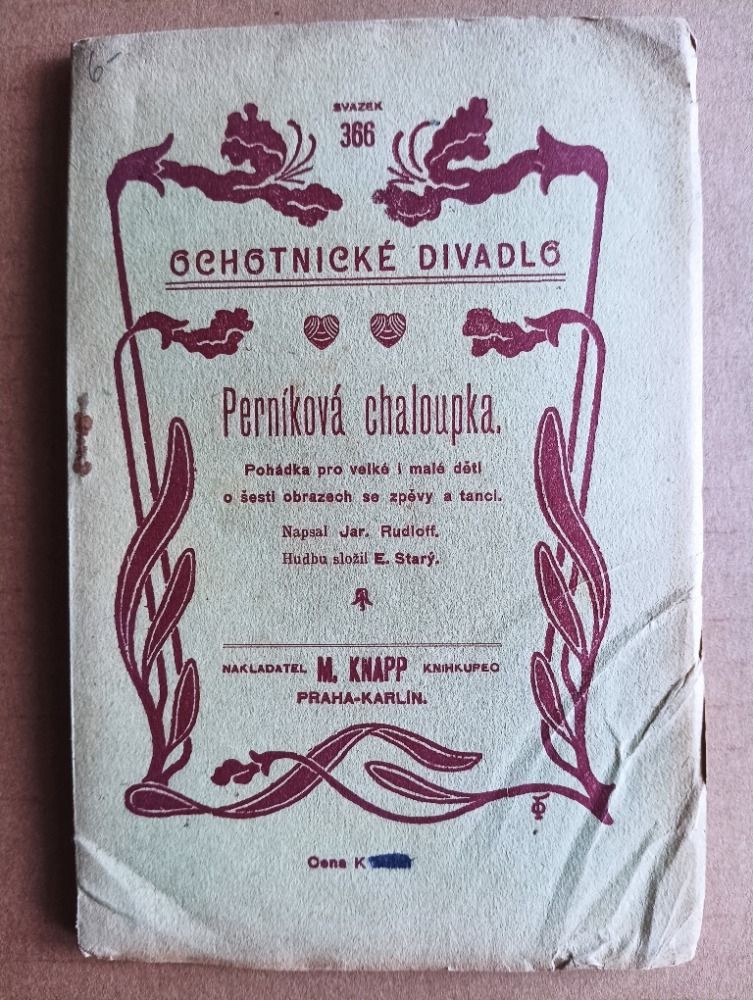 6-
SVAZEK
366
OCHOTNICKÉ DIVADLO
Perníková chaloupka.
Pohádka pro velké i malé děti
o šesti obrazech se zpěvy a tanci.
Napsal Jar. Rudloff.
Hudbu složil E. Starý.
NAKLADATEL M. KNAPP KNIHKUPEC
PRAHA-KARLÍN.
Cena K